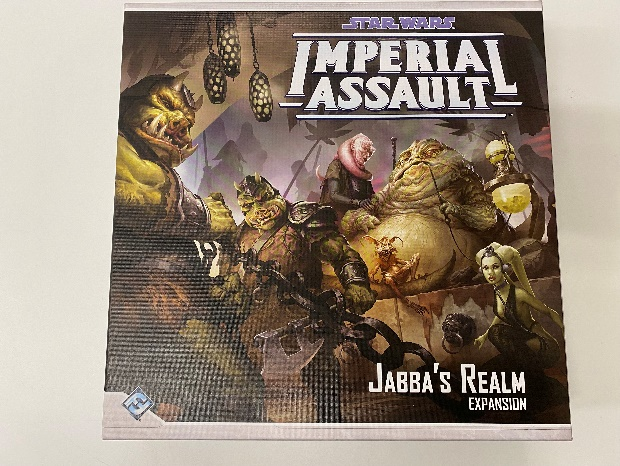 STAR WARS
IMPERIAL
ASSAULT
JABBA'S REALM
EXPANSION